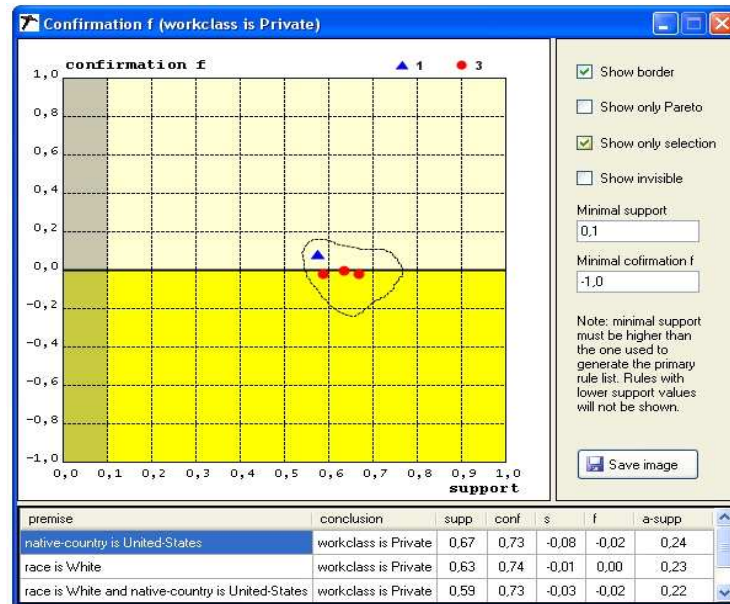 Confirmation f (workclass is Private)
confirmation f
1
3
1,0
0,8
0,6
0,4
0,2
0,0
-0,2
-0,4
-0,6
-0,8
-1,0
0,0 0,1 0,2 0,3 0,4 0,5 0,6 0,7 0,8 0,9 1,0
support
Show border
Show only Pareto
Show only selection
Show invisible
Minimal support
0,1
Minimal cofirmation f
-1,0
Note: minimal support
must be higher than
the one used to
generate the primary
rule list. Rules with
lower support values
will not be shown.
Save image
premise conclusion supp conf s f a-supp
native-country is United-States workclass is Private 0,67 0,73 -0,08 -0,02 0,24
race is White workclass is Private 0,63 0,74 -0,01 0,00 0,23
race is White and native-country is United-States workclass is Private 0,59 0,73 -0,03 -0,02 0,22